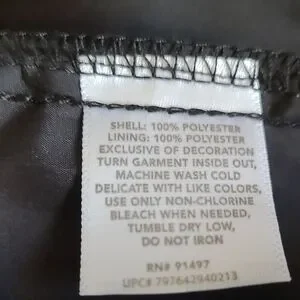 SHELL: 100% POLYESTER
LINING: 100% POLYESTER
EXCLUSIVE OF DECORATION
TURN GARMENT INSIDE OUT,
MACHINE WASH COLD
DELICATE WITH LIKE COLORS,
USE ONLY NON-CHLORINE
BLEACH WHEN NEEDED,
TUMBLE DRY LOW,
DO NOT IRON
RN# 91497
UPC# 797642940213